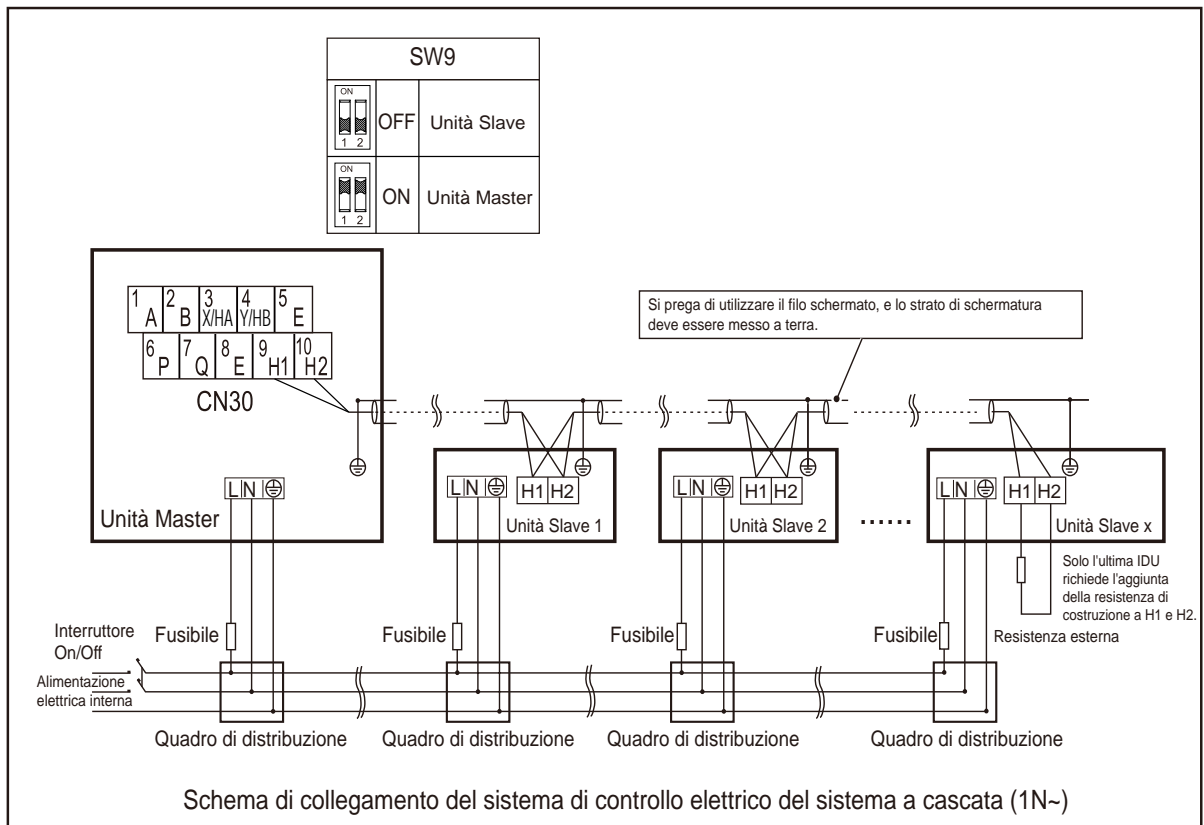 SW9
ON
1 2
OFF
Unità Slave
ON
1 2
ON
Unità Master
1 A
2 B
3 X/HA
4 Y/HB
5 E
6 P
7 Q
8 E
9 H1
10 H2
CN30
Si prega di utilizzare il filo schermato, e lo strato di schermatura
deve essere messo a terra.
L N
Unità Master
L N
H1 H2
Unità Slave 1
L N
H1 H2
Unità Slave 2
......
L N
H1 H2
Unità Slave x
Solo l'ultima IDU
richiede l'aggiunta
della resistenza di
costruzione a H1 e H2.
Interruttore
On/Off
Fusibile
Fusibile
Fusibile
Fusibile
Resistenza esterna
Alimentazione
elettrica interna
Quadro di distribuzione
Quadro di distribuzione
Quadro di distribuzione
Quadro di distribuzione
Schema di collegamento del sistema di controllo elettrico del sistema a cascata (1N~)